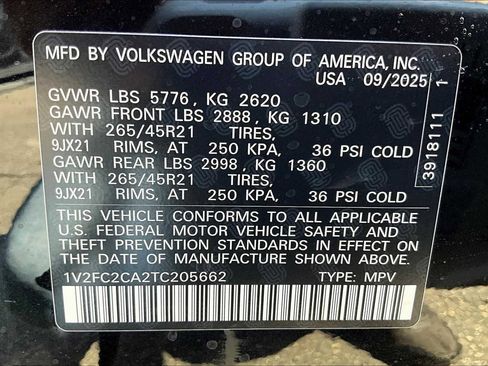 MFD BY VOLKSWAGEN GROUP OF AMERICA, INC.
USA 09/2025
GVWR LBS 5776, KG 2620
GAWR FRONT LBS 2888, KG 1310
WITH 265/45R21 TIRES,
9JX21 RIMS, AT 250 KPA, 36 PSI COLD
GAWR REAR LBS 2998, KG 1360
WITH 265/45R21 TIRES,
9JX21 RIMS, AT 250 KPA, 36 PSI COLD
THIS VEHICLE CONFORMS TO ALL APPLICABLE
U.S. FEDERAL MOTOR VEHICLE SAFETY AND
THEFT PREVENTION STANDARDS IN EFFECT ON
THE DATE OF MANUFACTURE SHOWN ABOVE.
1V2FC2CA2TC205662 TYPE: MPV
3918111 1